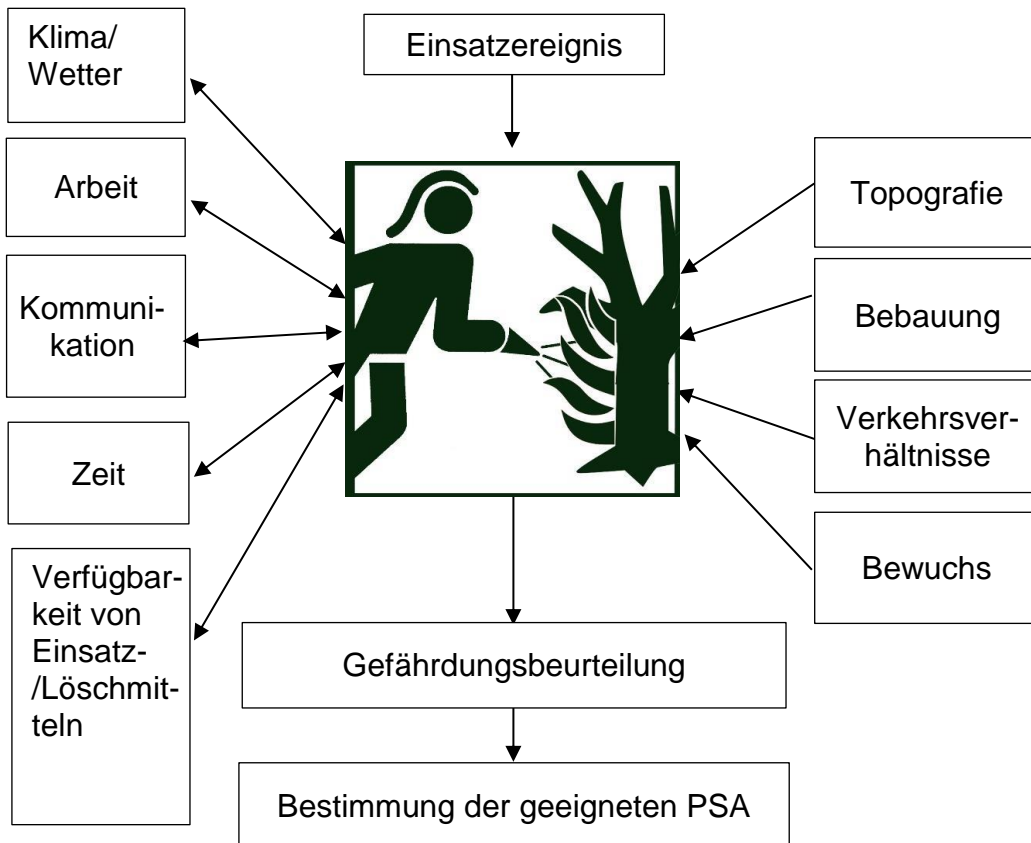 Klima/
Wetter
Einsatzereignis
Arbeit
Topografie
Kommuni-
kation
Bebauung
Verkehrsver-
hältnisse
Zeit
Bewuchs
Verfügbar-
keit von
Einsatz-
/Löschmit-
teln
Gefährdungsbeurteilung
Bestimmung der geeigneten PSA